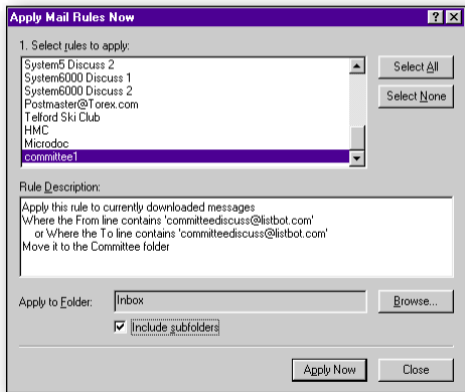 Apply Mail Rules Now
1. Select rules to apply:
System5 Discuss 2
System6000 Discuss 1
System6000 Discuss 2
Postmaster@Torex.com
Telford Ski Club
HMC
Microdoc
committee1
Select All
Select None
Rule Description:
Apply this rule to currently downloaded messages
Where the From line contains 'committeediscuss@listbot.com'
or Where the To line contains 'committeediscuss@listbot.com'
Move it to the Committee folder
Apply to Folder: Inbox Browse...
Include subfolders
Apply Now Close